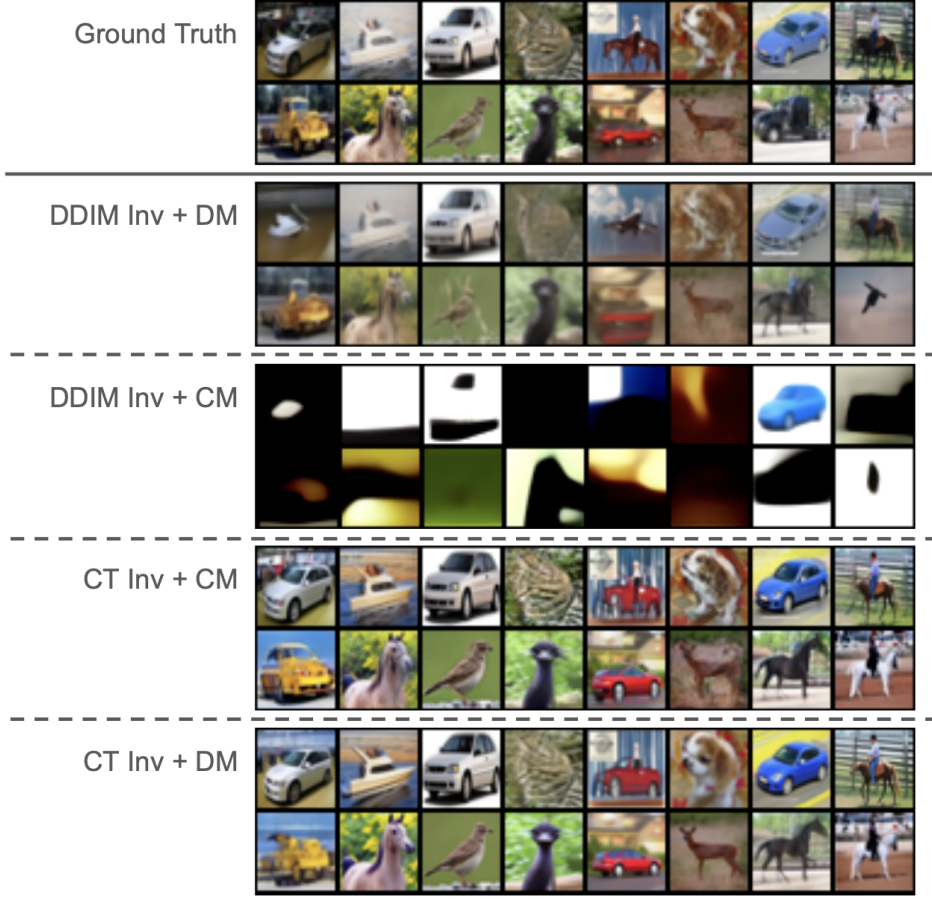 Ground Truth
DDIM Inv + DM
DDIM Inv + CM
CT Inv + CM
CT Inv + DM